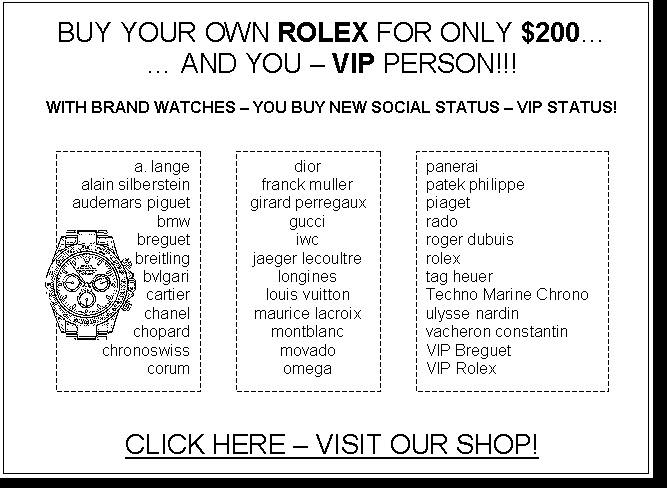 BUY YOUR OWN ROLEX FOR ONLY $200...
... AND YOU – VIP PERSON!!!
WITH BRAND WATCHES – YOU BUY NEW SOCIAL STATUS – VIP STATUS!
a. lange
alain silberstein
audemars piguet
bmw
breguet
breitling
bvlgari
cartier
chanel
chopard
chronoswiss
corum
dior
franck muller
girard perregaux
gucci
iwc
jaeger lecoultre
longines
louis vuitton
maurice lacroix
montblanc
movado
omega
panerai
patek philippe
piaget
rado
roger dubuis
rolex
tag heuer
Techno Marine Chrono
ulysse nardin
vacheron constantin
VIP Breguet
VIP Rolex
CLICK HERE – VISIT OUR SHOP!